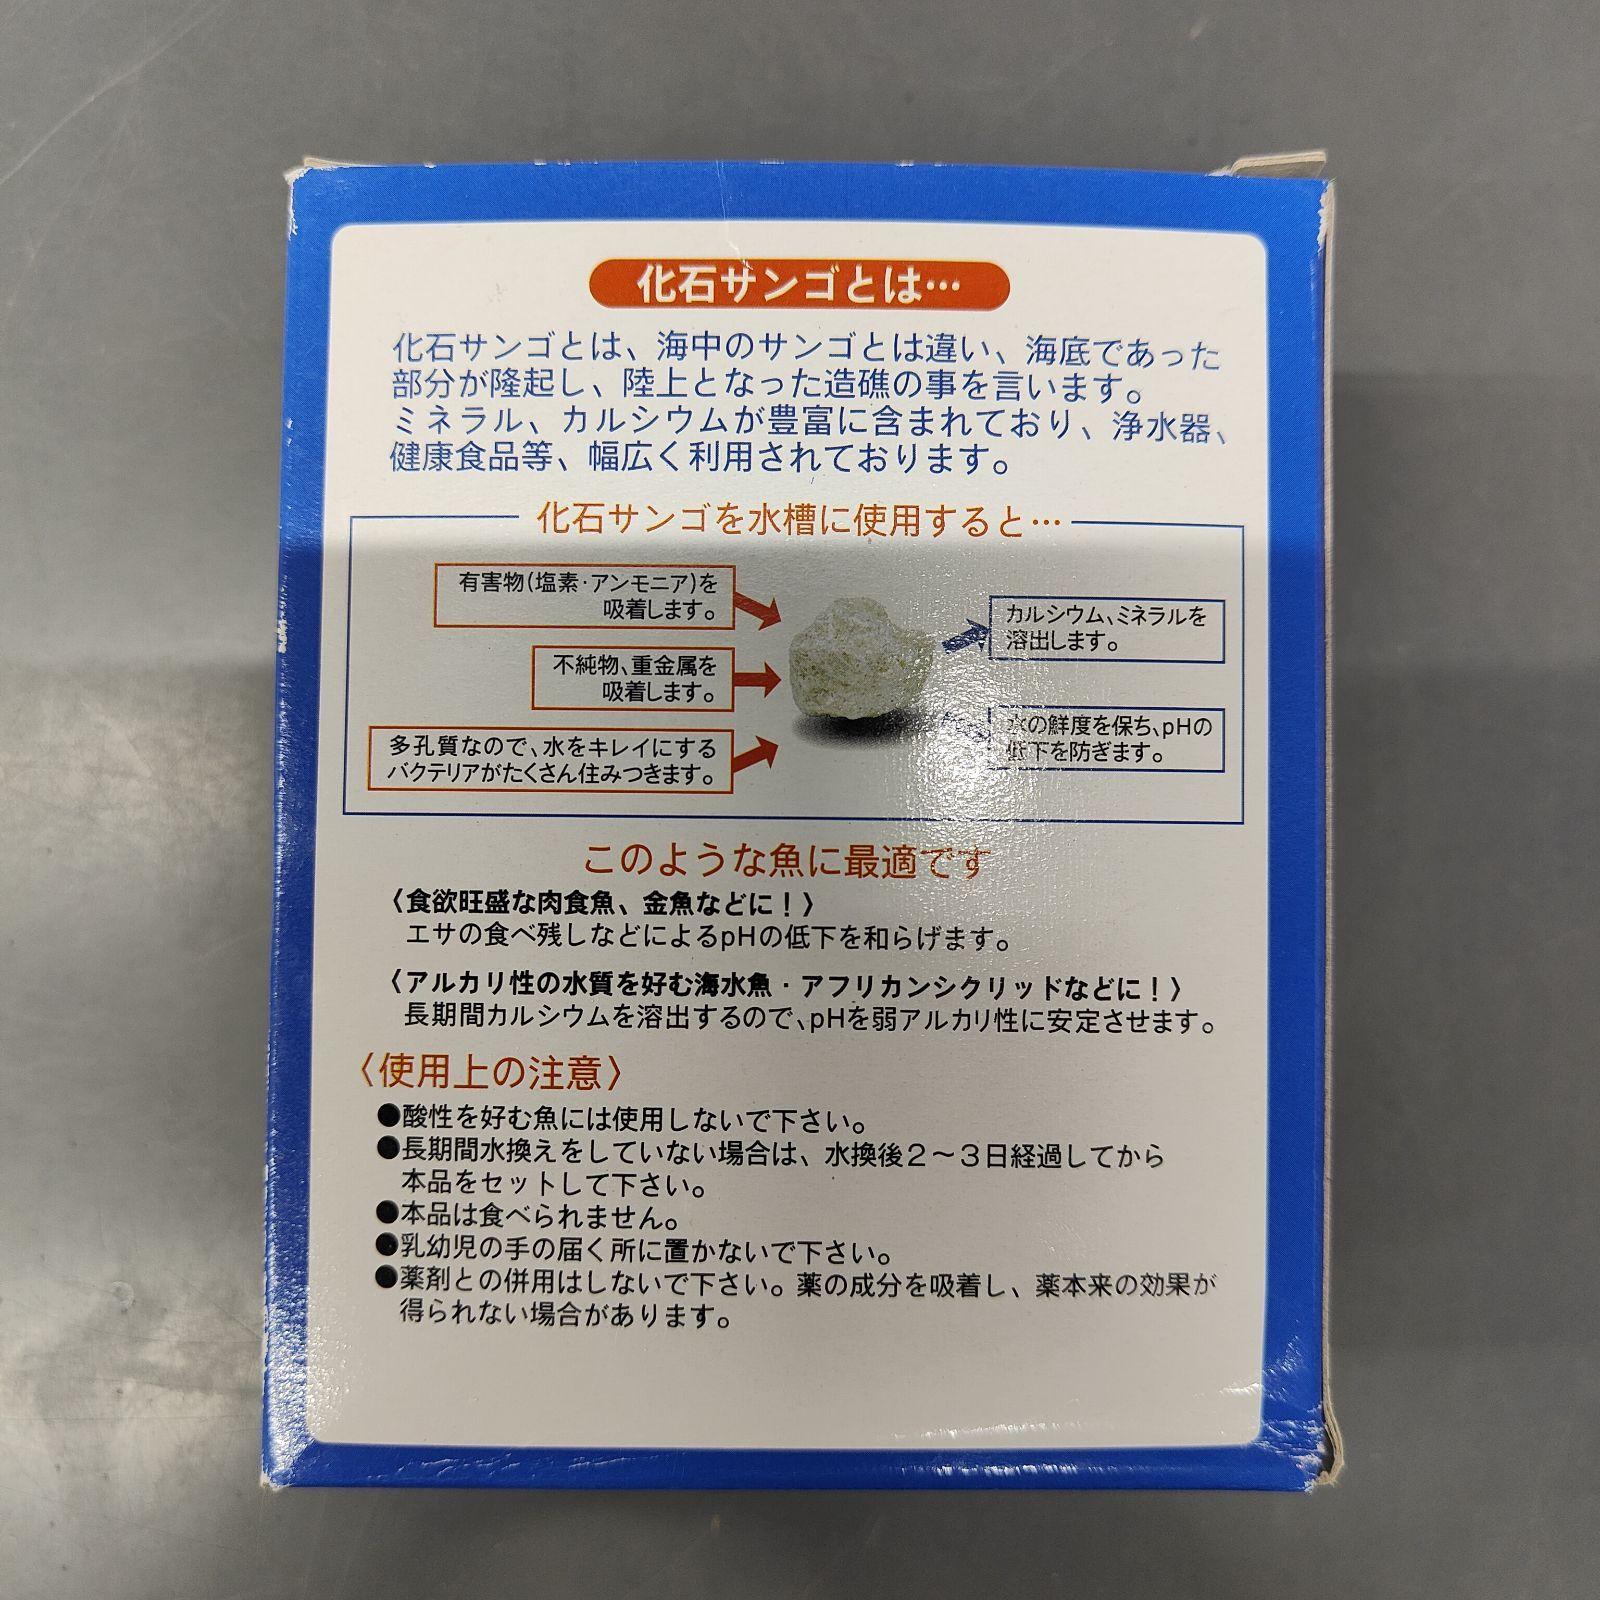 化石サンゴとは…
化石サンゴとは、海中のサンゴとは違い、海底であった
部分が隆起し、陸上となった造礁の事を言います。
ミネラル、カルシウムが豊富に含まれており、浄水器、
健康食品等、幅広く利用されております。
化石サンゴを水槽に使用すると…
有害物(塩素･アンモニア)を
吸着します。
不純物、重金属を
吸着します。
多孔質なので、水をキレイにする
バクテリアがたくさん住みつきます。
カルシウム、ミネラルを
溶出します。
水の鮮度を保ち、pHの
低下を防ぎます。
このような魚に最適です
〈食欲旺盛な肉食魚、金魚などに！〉
エサの食べ残しなどによるpHの低下を和らげます。
〈アルカリ性の水質を好む海水魚・アフリカンシクリッドなどに！〉
長期間カルシウムを溶出するので、pHを弱アルカリ性に安定させます。
〈使用上の注意〉
●酸性を好む魚には使用しないで下さい。
●長期間水換えをしていない場合は、水換後２～３日経過してから
本品をセットして下さい。
●本品は食べられません。
●乳幼児の手の届く所に置かないで下さい。
●薬剤との併用はしないで下さい。薬の成分を吸着し、薬本来の効果が
得られない場合があります。